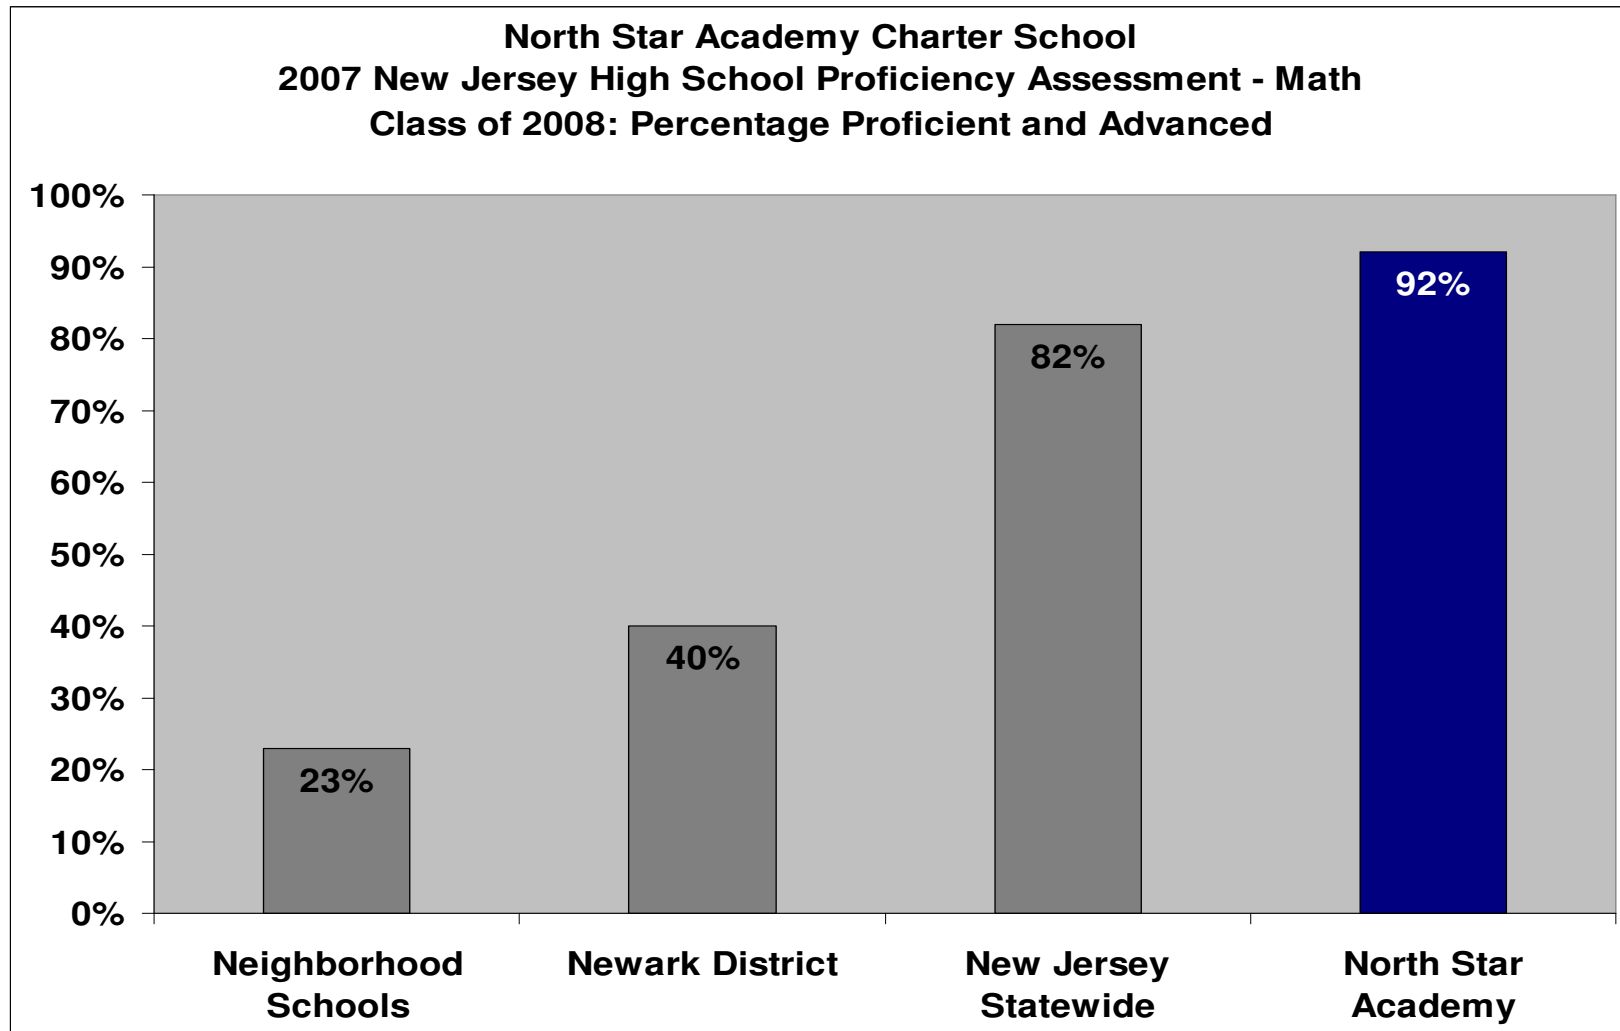 North Star Academy Charter School
2007 New Jersey High School Proficiency Assessment - Math
Class of 2008: Percentage Proficient and Advanced
100%
90%
80%
70%
60%
50%
40%
30%
20%
10%
0%
23%
40%
82%
92%
Neighborhood
Schools
Newark District
New Jersey
Statewide
North Star
Academy